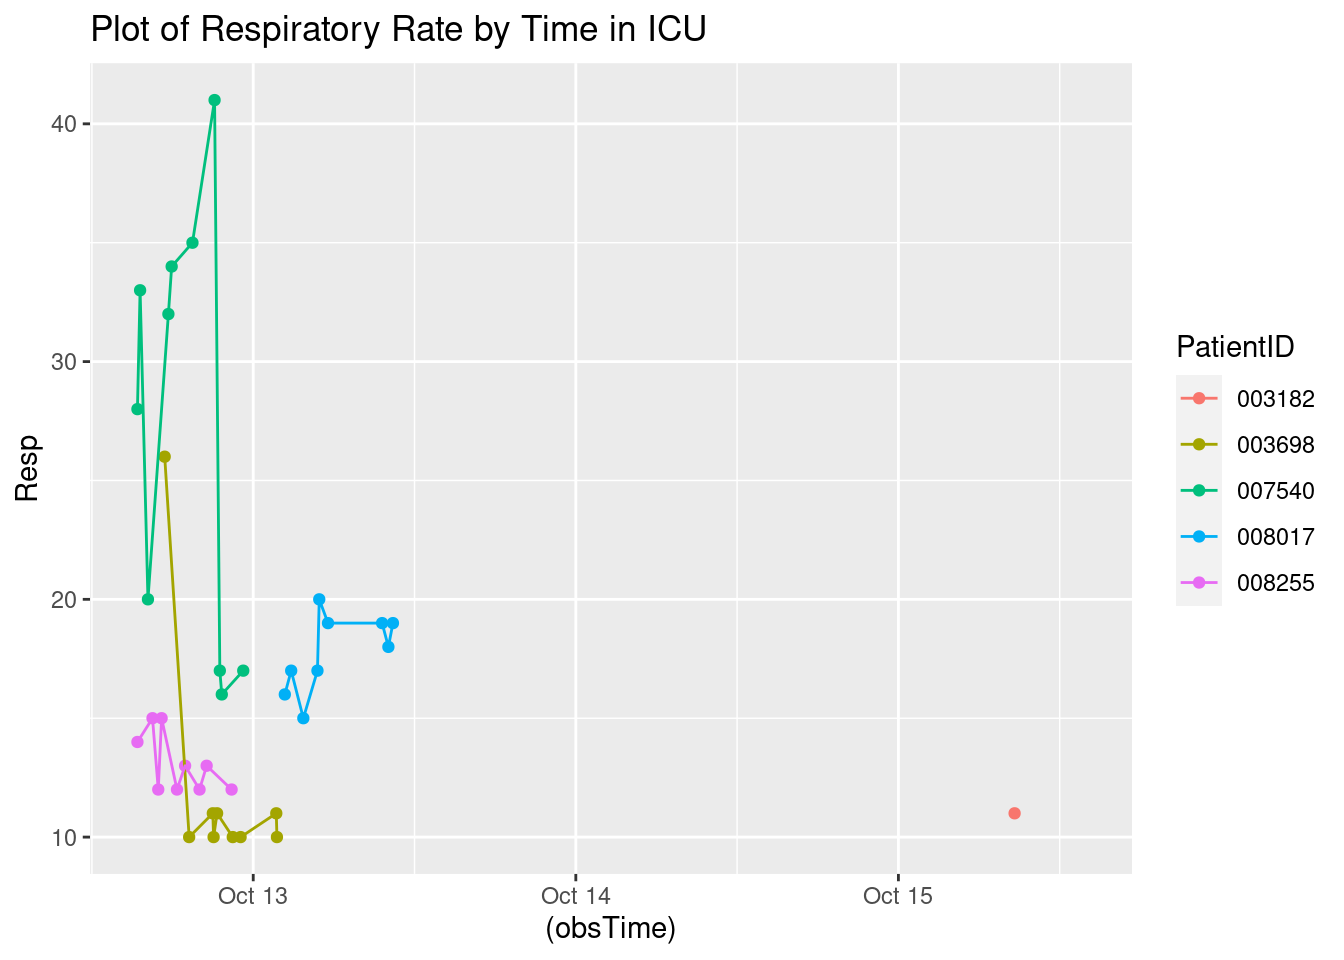 Plot of Respiratory Rate by Time in ICU
40
30
20
10
Resp
Oct 13
Oct 14
Oct 15
(obsTime)
PatientID
003182
003698
007540
008017
008255